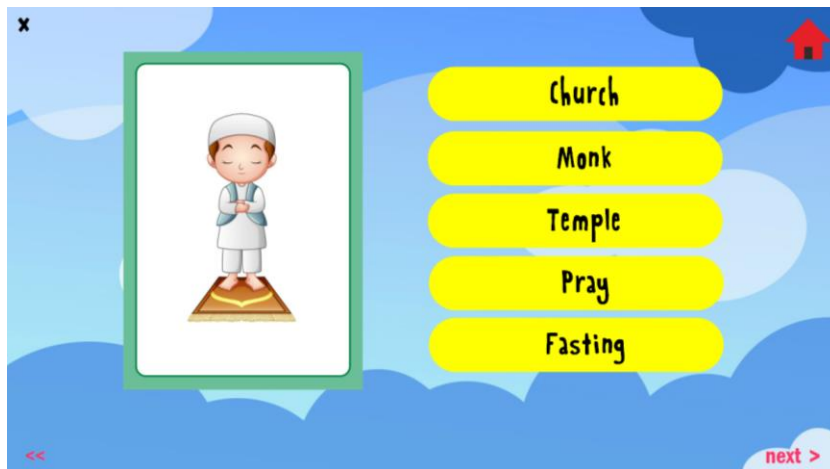 x
Church
Monk
Temple
Pray
Fasting
<<
next >